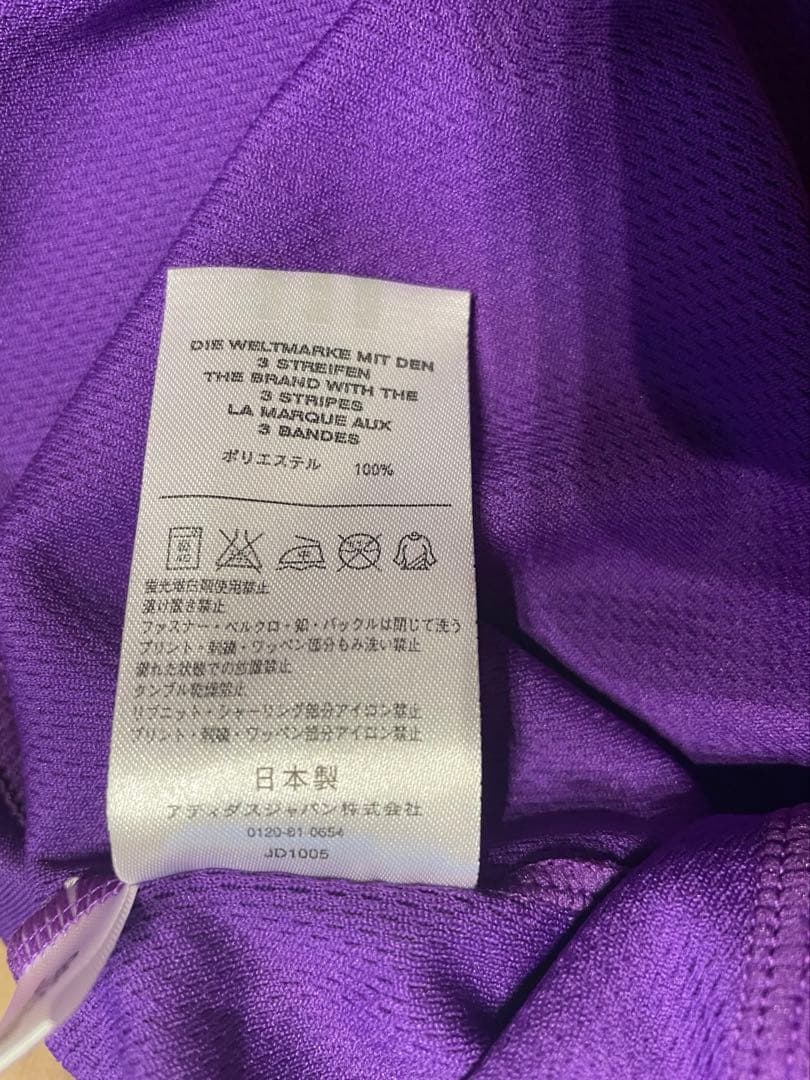 DIE WELTMARKE MIT DEN
3 STREIFEN
THE BRAND WITH THE
3 STRIPES
LA MARQUE AUX
3 BANDES
ポリエステル 100%
蛍光増白剤使用禁止
漬け置き禁止
ファスナー・ベルクロ・釦・バックルは閉じて洗う
プリント・刺繍・ワッペン部分もみ洗い禁止
濡れた状態での放置禁止
タンブル乾燥禁止
リブニット・シャーリング部分アイロン禁止
プリント・刺繍・ワッペン部分アイロン禁止
日本製
アディダスジャパン株式会社
0120-81-0654
JD1005